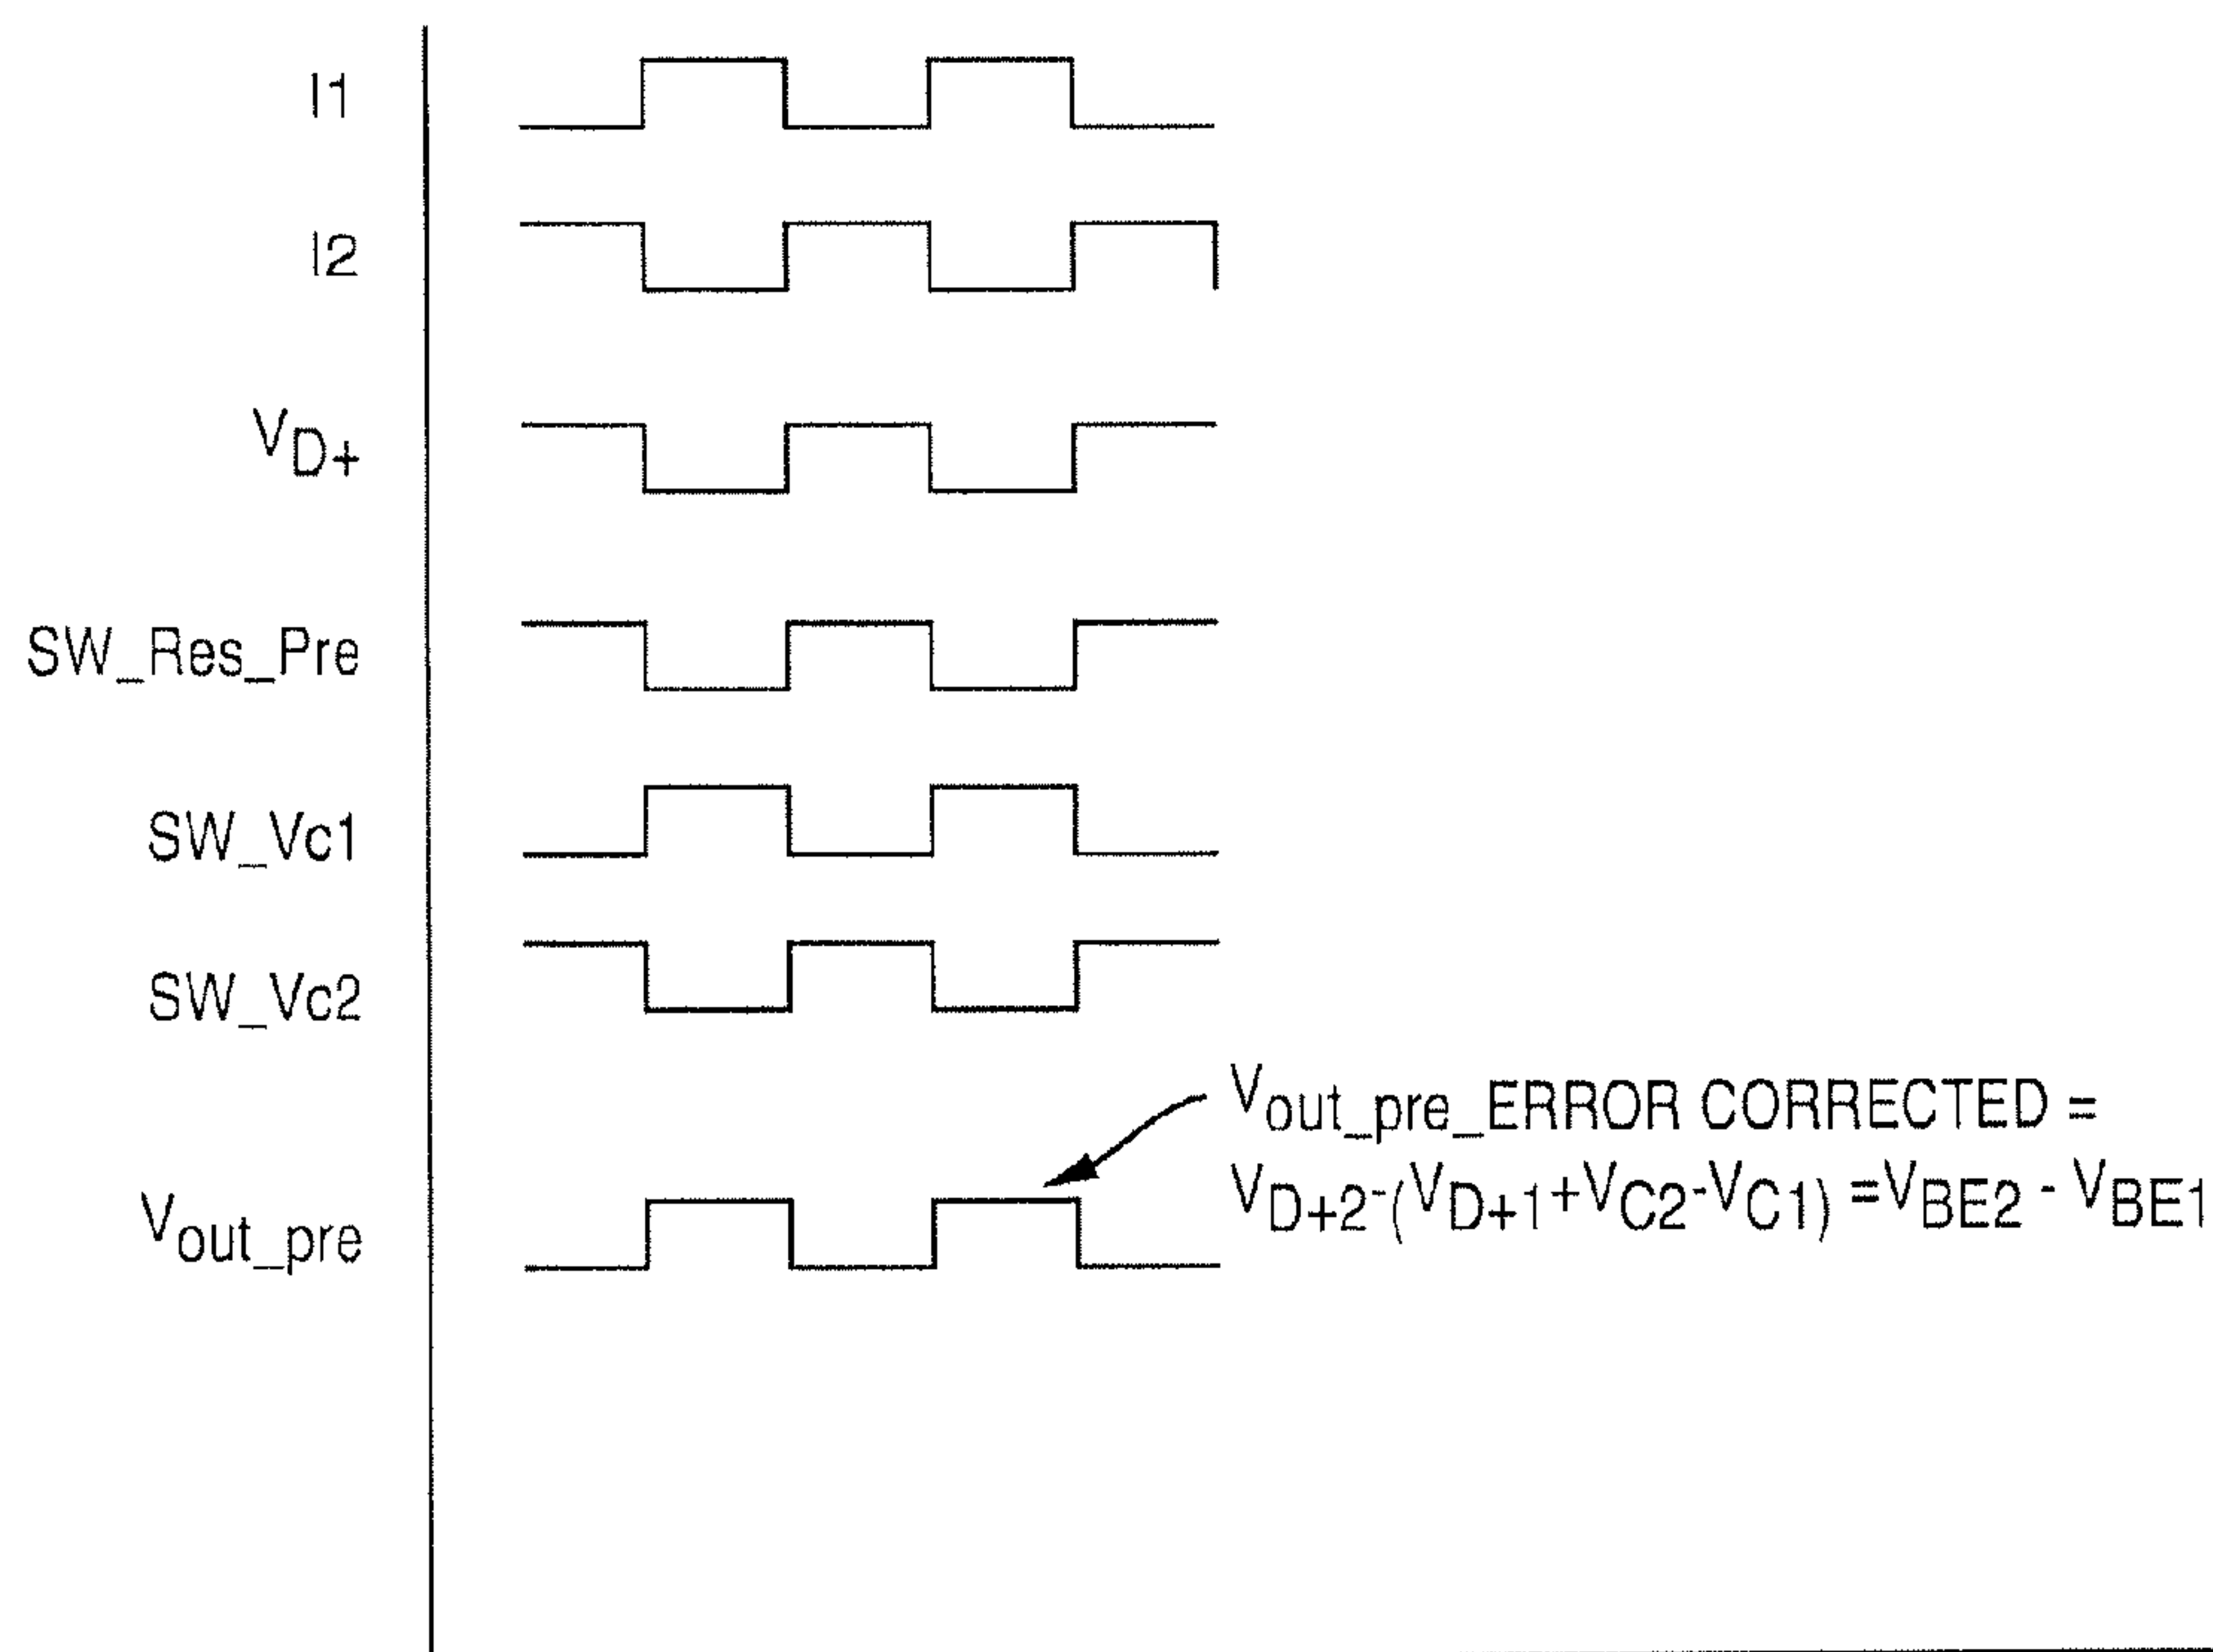 I1
I2
VD+
SW_Res_Pre
SW_Vc1
SW_Vc2
Vout_pre_ERROR CORRECTED =
VD+2-(VD+1+VC2-VC1) =VBE2 - VBE1
Vout_pre